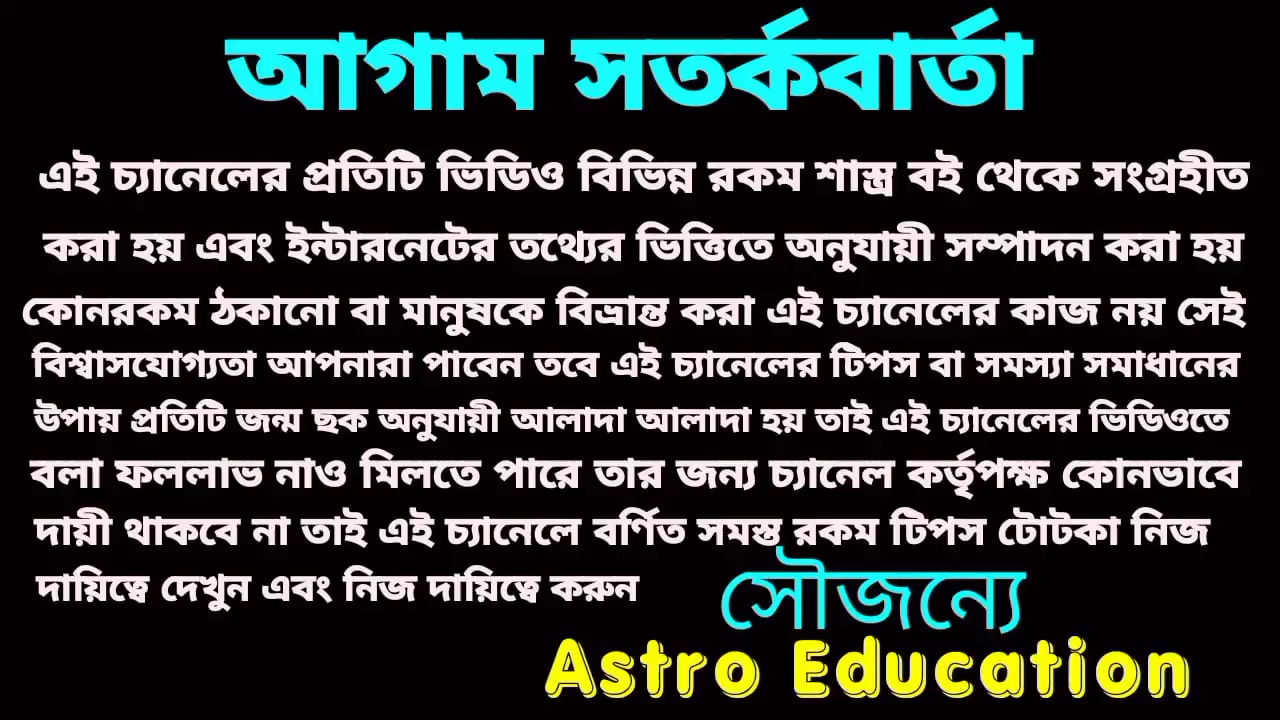 আগাম সতর্কবার্তা
এই চ্যানেলের প্রতিটি ভিডিও বিভিন্ন রকম শাস্ত্র বই থেকে সংগ্রহীত
করা হয় এবং ইন্টারনেটের তথ্যের ভিত্তিতে অনুযায়ী সম্পাদন করা হয়
কোনরকম ঠকানো বা মানুষকে বিভ্রান্ত করা এই চ্যানেলের কাজ নয় সেই
বিশ্বাসযোগ্যতা আপনারা পাবেন তবে এই চ্যানেলের টিপস বা সমস্যা সমাধানের
উপায় প্রতিটি জন্ম ছক অনুযায়ী আলাদা আলাদা হয় তাই এই চ্যানেলের ভিডিওতে
বলা ফললাভ নাও মিলতে পারে তার জন্য চ্যানেল কর্তৃপক্ষ কোনভাবে
দায়ী থাকবে না তাই এই চ্যানেলে বর্ণিত সমস্ত রকম টিপস টোটকা নিজ
দায়িত্বে দেখুন এবং নিজ দায়িত্বে করুন
সৌজন্যে
Astro Education